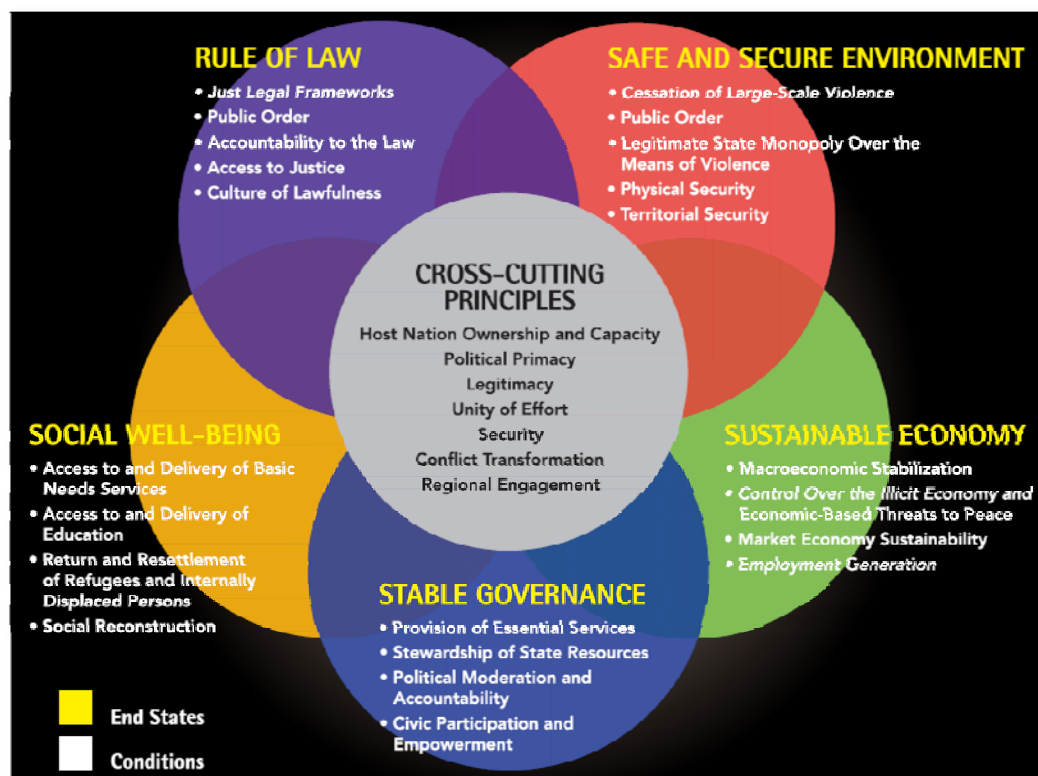 RULE OF LAW
• Just Legal Frameworks
• Public Order
• Accountability to the Law
• Access to Justice
• Culture of Lawfulness
SAFE AND SECURE ENVIRONMENT
• Cessation of Large-Scale Violence
• Public Order
• Legitimate State Monopoly Over the
Means of Violence
• Physical Security
• Territorial Security
CROSS-CUTTING
PRINCIPLES
Host Nation Ownership and Capacity
Political Primacy
Legitimacy
Unity of Effort
Security
Conflict Transformation
Regional Engagement
SOCIAL WELL-BEING
• Access to and Delivery of Basic
Needs Services
• Access to and Delivery of
Education
• Return and Resettlement
of Refugees and Internally
Displaced Persons
• Social Reconstruction
SUSTAINABLE ECONOMY
• Macroeconomic Stabilization
• Control Over the Illicit Economy and
Economic-Based Threats to Peace
• Market Economy Sustainability
• Employment Generation
STABLE GOVERNANCE
• Provision of Essential Services
• Stewardship of State Resources
• Political Moderation and
Accountability
• Civic Participation and
Empowerment
End States
Conditions